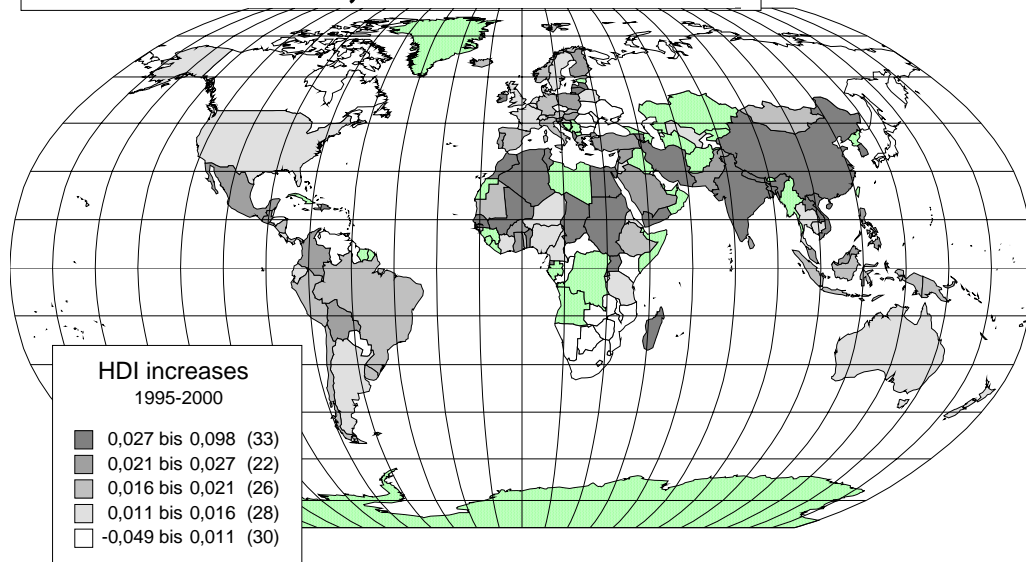 HDI increases
1995-2000
0,027 bis 0,098 (33)
0,021 bis 0,027 (22)
0,016 bis 0,021 (26)
0,011 bis 0,016 (28)
-0,049 bis 0,011 (30)